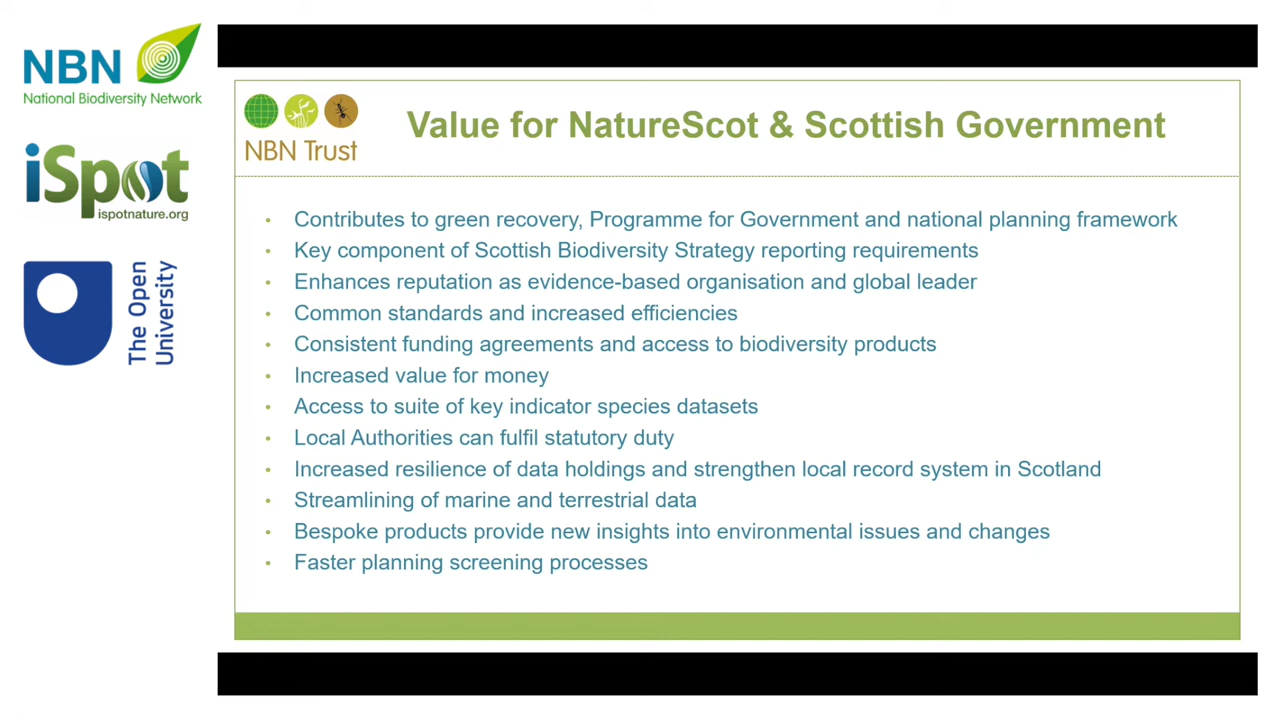 NBN
National Biodiversity Network
iSpot
ispotnature.org
The Open
University
NBN Trust
Value for NatureScot & Scottish Government
• Contributes to green recovery, Programme for Government and national planning framework
• Key component of Scottish Biodiversity Strategy reporting requirements
• Enhances reputation as evidence-based organisation and global leader
• Common standards and increased efficiencies
• Consistent funding agreements and access to biodiversity products
• Increased value for money
• Access to suite of key indicator species datasets
• Local Authorities can fulfil statutory duty
• Increased resilience of data holdings and strengthen local record system in Scotland
• Streamlining of marine and terrestrial data
• Bespoke products provide new insights into environmental issues and changes
• Faster planning screening processes